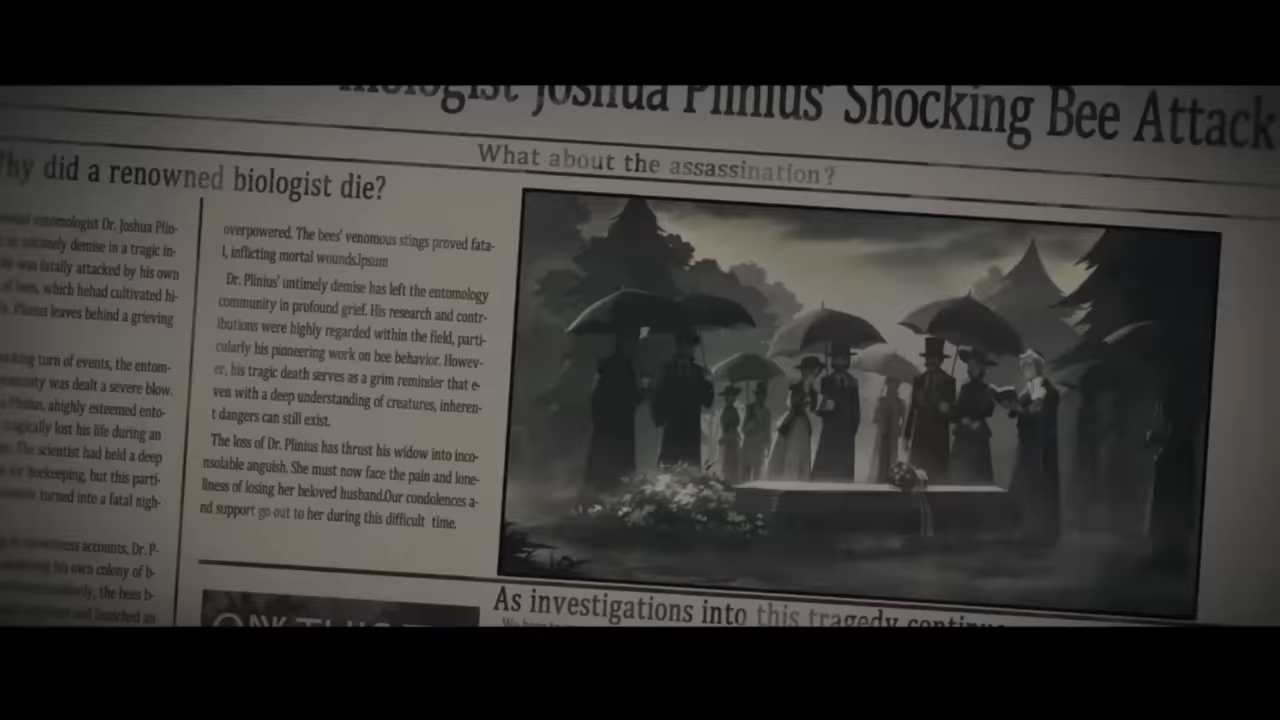 Joshua Plinius' Shocking Bee Attack
What about the assassination?
did a renowned biologist die?
entomologist Dr. Joshua Plin-
untimely demise in a tragic in-
was fatally attacked by his own
which hehad cultivated hi-
Plinius leaves behind a grieving
turn of events, the entom-
was dealt a severe blow.
Plinius, ahighly esteemed ento-
tragically lost his life during an
The scientist had held a deep
for beekeeping, but this parti-
turned into a fatal nigh-
accounts, Dr. P-
his own colony of b-
the bees b-
and launched an
overpowered. The bees' venomous stings proved fata-
l, inflicting mortal wounds.Ipsum
Dr. Plinius' untimely demise has left the entomology
community in profound grief. His research and contr-
ibutions were highly regarded within the field, parti-
cularly his pioneering work on bee behavior. Howev-
er, his tragic death serves as a grim reminder that e-
ven with a deep understanding of creatures, inheren-
t dangers can still exist.
The loss of Dr. Plinius has thrust his widow into inco-
nsolable anguish. She must now face the pain and lone-
liness of losing her beloved husband.Our condolences a-
nd support go out to her during this difficult time.
As investigations into this tragedy